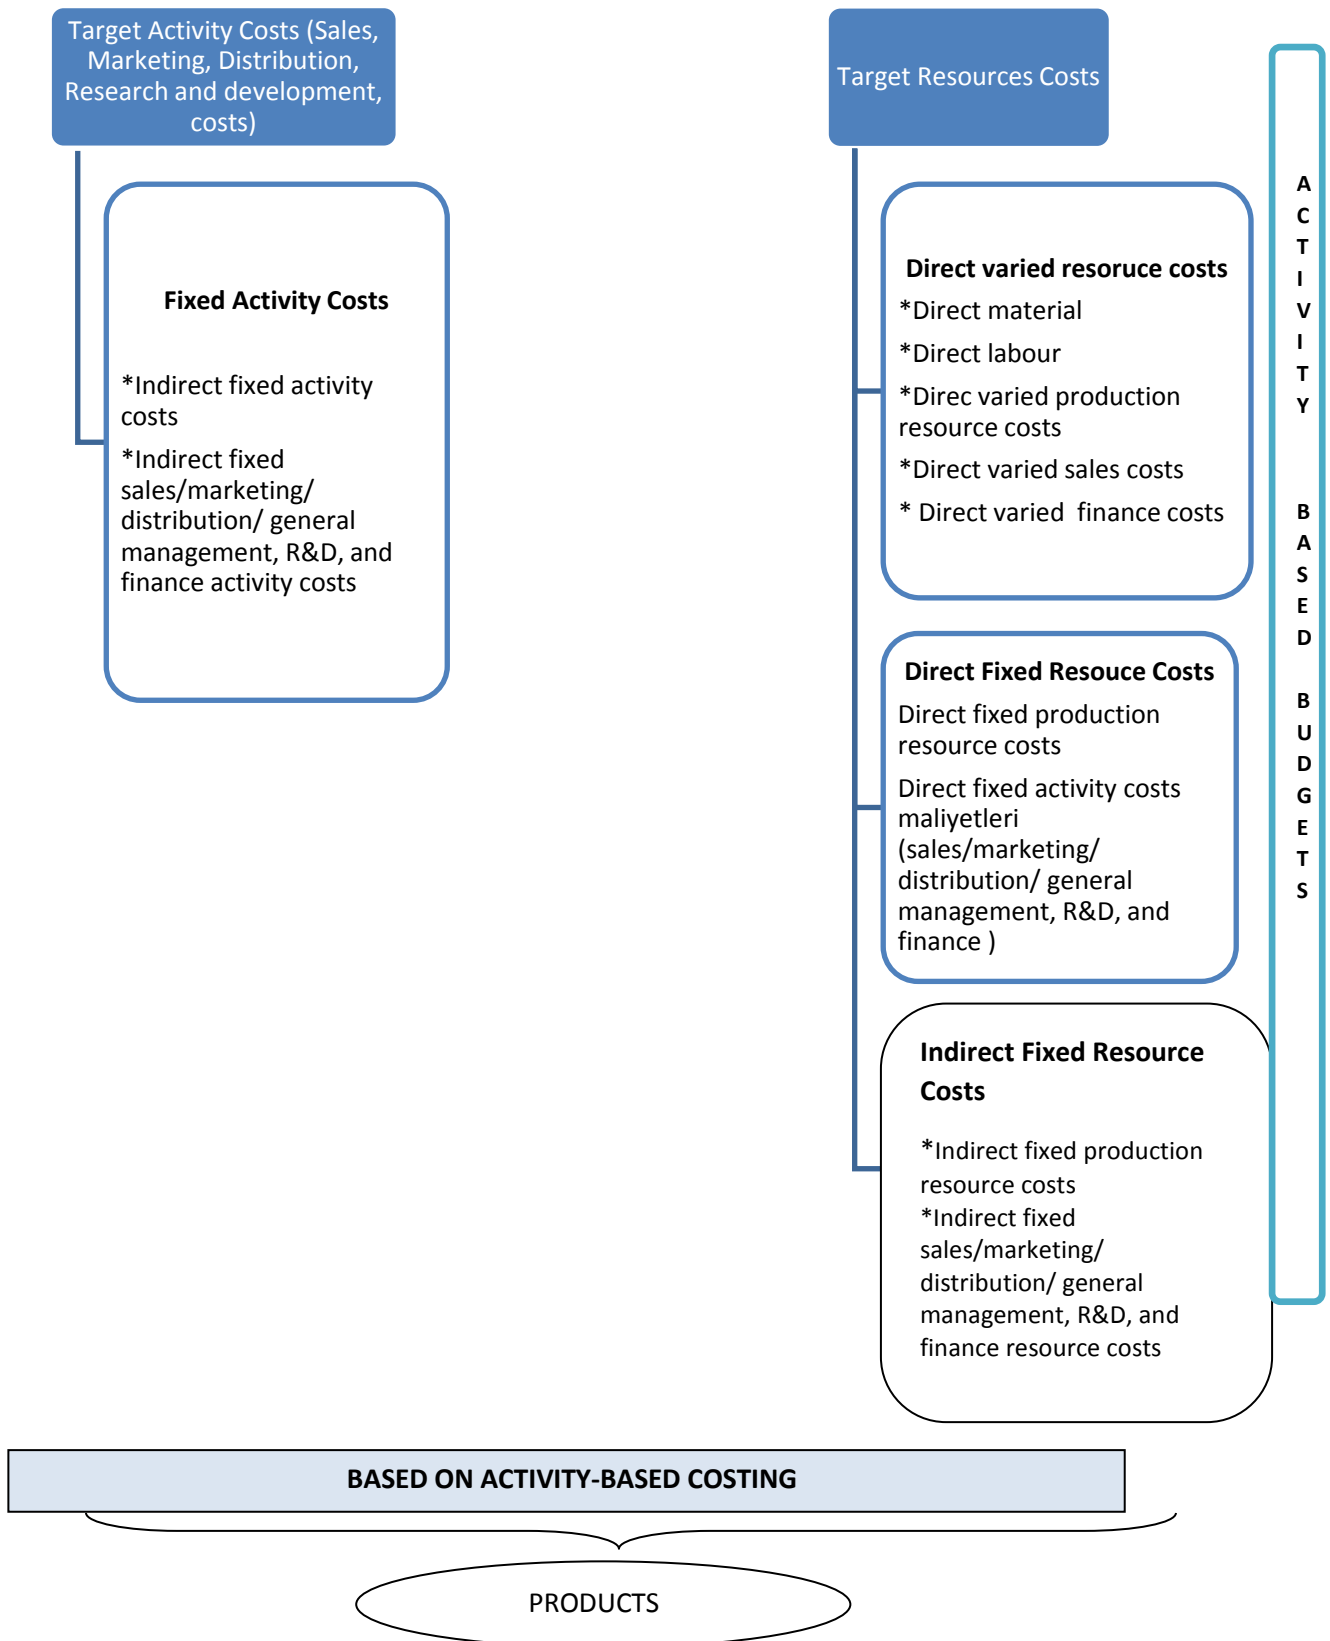 Target Activity Costs (Sales,
Marketing, Distribution,
Research and development,
costs)
Fixed Activity Costs
*Indirect fixed activity
costs
*Indirect fixed
sales/marketing/
distribution/ general
management, R&D, and
finance activity costs
Target Resources Costs
Direct varied resoruce costs
*Direct material
*Direct labour
*Direc varied production
resource costs
*Direct varied sales costs
* Direct varied  finance costs
Direct Fixed Resouce Costs
Direct fixed production
resource costs
Direct fixed activity costs
maliyetleri
(sales/marketing/
distribution/ general
management, R&D, and
finance )
Indirect Fixed Resource
Costs
*Indirect fixed production
resource costs
*Indirect fixed
sales/marketing/
distribution/ general
management, R&D, and
finance resource costs
ACTIVITY BASED BUDGETS
BASED ON ACTIVITY-BASED COSTING
PRODUCTS